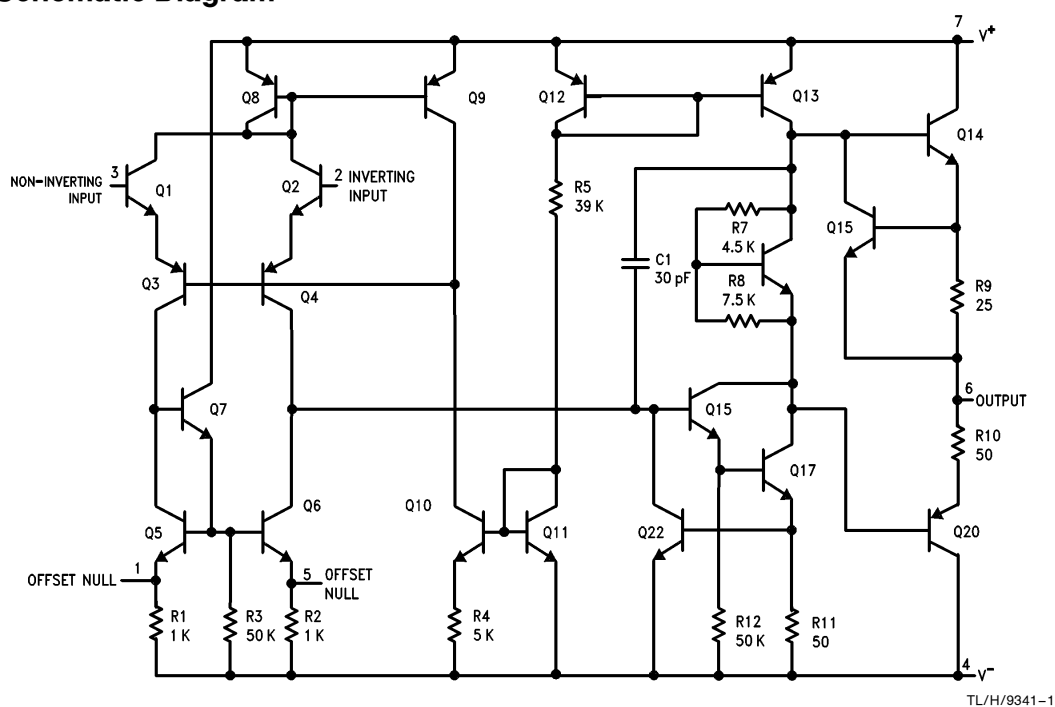 Schematic Diagram
7
V+
Q8
Q9
Q12
Q13
Q14
3
NON-INVERTING
INPUT
Q1
Q2
2 INVERTING
INPUT
R5
39 K
R7
4.5 K
Q15
Q3
Q4
C1
30 pF
R8
7.5 K
R9
25
Q7
Q15
6
OUTPUT
R10
50
Q17
Q5
Q6
Q10
Q11
Q22
Q20
OFFSET NULL
1
5
OFFSET
NULL
R1
1 K
R3
50 K
R2
1 K
R4
5 K
R12
50 K
R11
50
4
V-
TL/H/9341-1